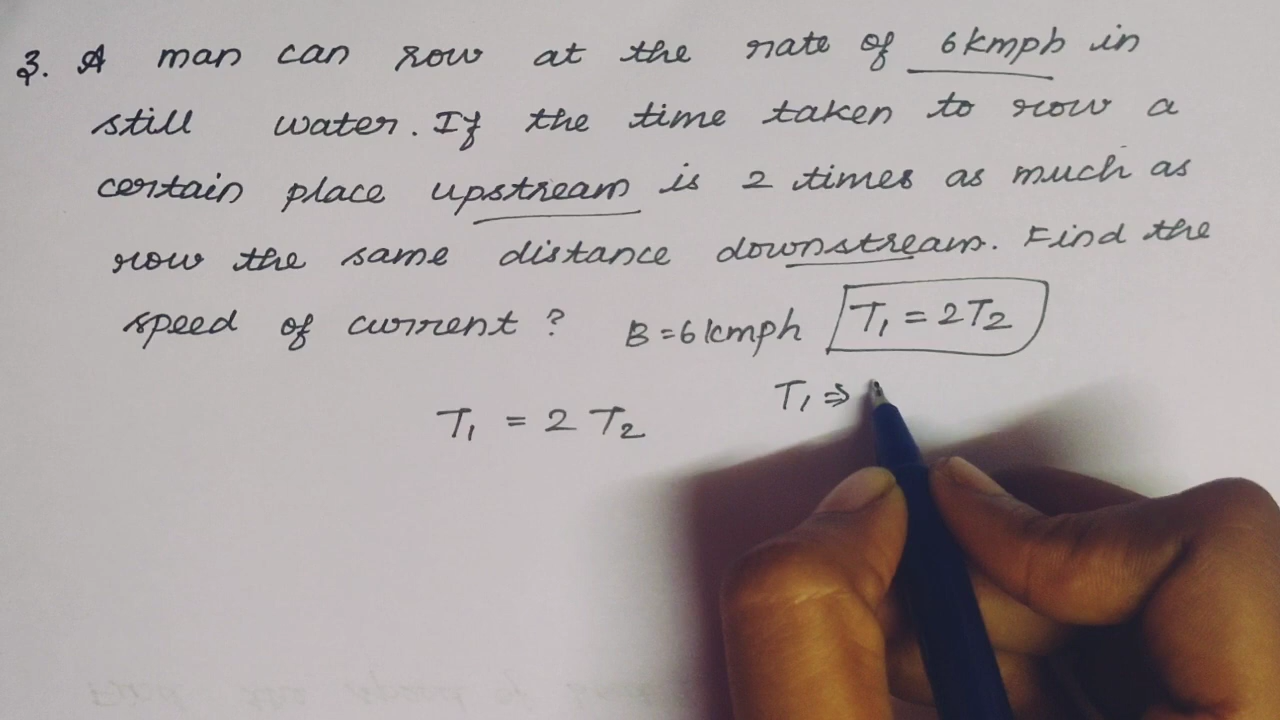 3. A man can row at the rate of 6kmph in
still water. If the time taken to row a
certain place upstream is 2 times as much as
row the same distance downstream. Find the
speed of current ? B = 6kmph T₁ = 2T₂
T₁ ⇒
T₁ = 2 T₂